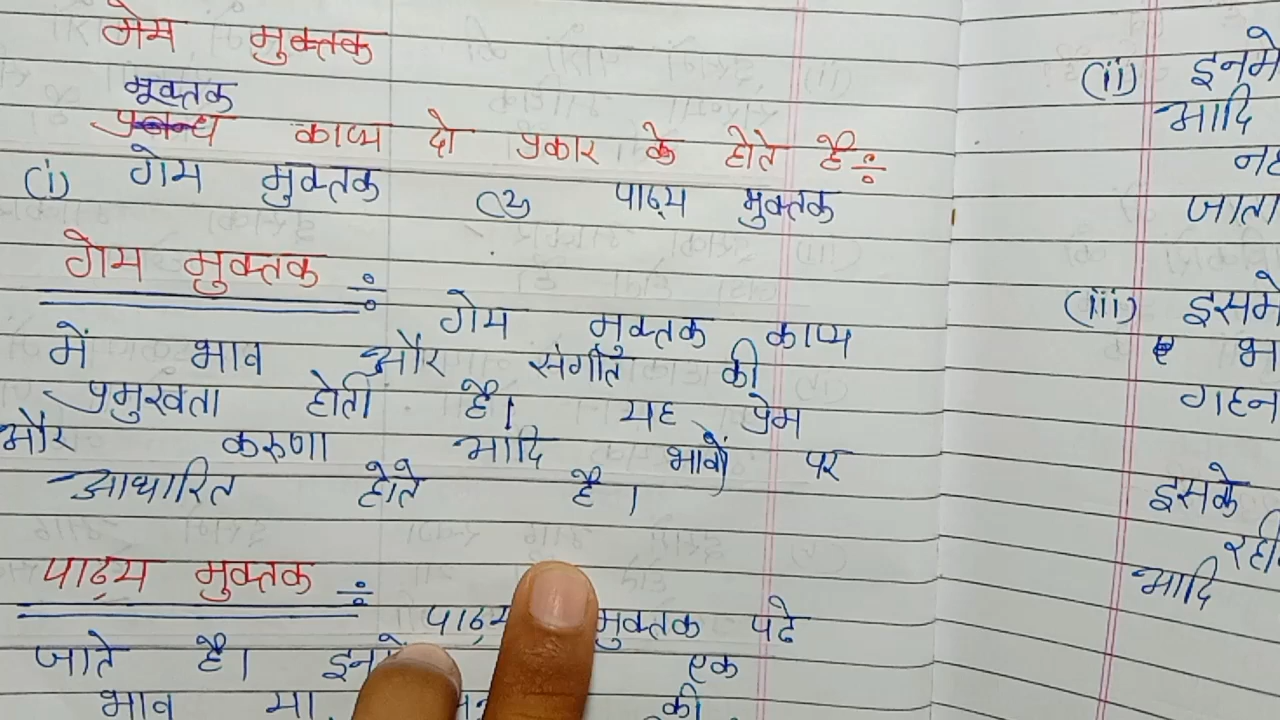 गेय मुक्तक
मुक्तक
प्रबन्ध काव्य दो प्रकार के होते है÷
(i) गेय मुक्तक (2) पाठ्य मुक्तक
गेय मुक्तक ÷
गेय मुक्तक काव्य
में भाव और संगीत की
प्रमुखता होती है। यह प्रेम
और करुणा आदि भावों पर
आधारित होते है।
पाढ़्य मुक्तक ÷
पाढ़्य मुक्तक पढे
जाते है। एक
भाव या की
(ii) इनमे
आदि
जाता
(iii) इसमे
गहन
इसके
आदि